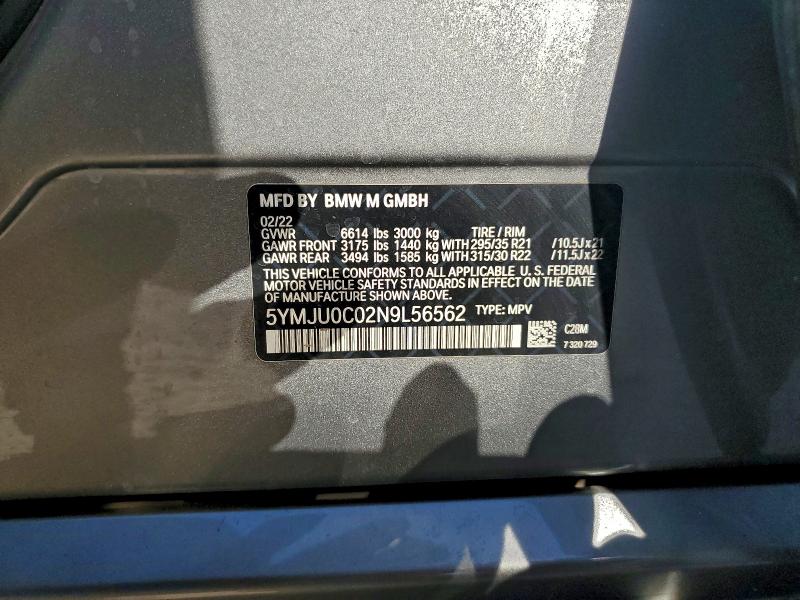 MFD BY BMW M GMBH
02/22
GVWR 6614 lbs 3000 kg TIRE / RIM
GAWR FRONT 3175 lbs 1440 kg WITH 295/35 R21 /10.5Jx21
GAWR REAR 3494 lbs 1585 kg WITH 315/30 R22 /11.5Jx22
THIS VEHICLE CONFORMS TO ALL APPLICABLE U.S. FEDERAL
MOTOR VEHICLE SAFETY STANDARDS IN EFFECT ON THE DATE
OF MANUFACTURE SHOWN ABOVE.
5YMJU0C02N9L56562 TYPE: MPV
C28M
7 320 729